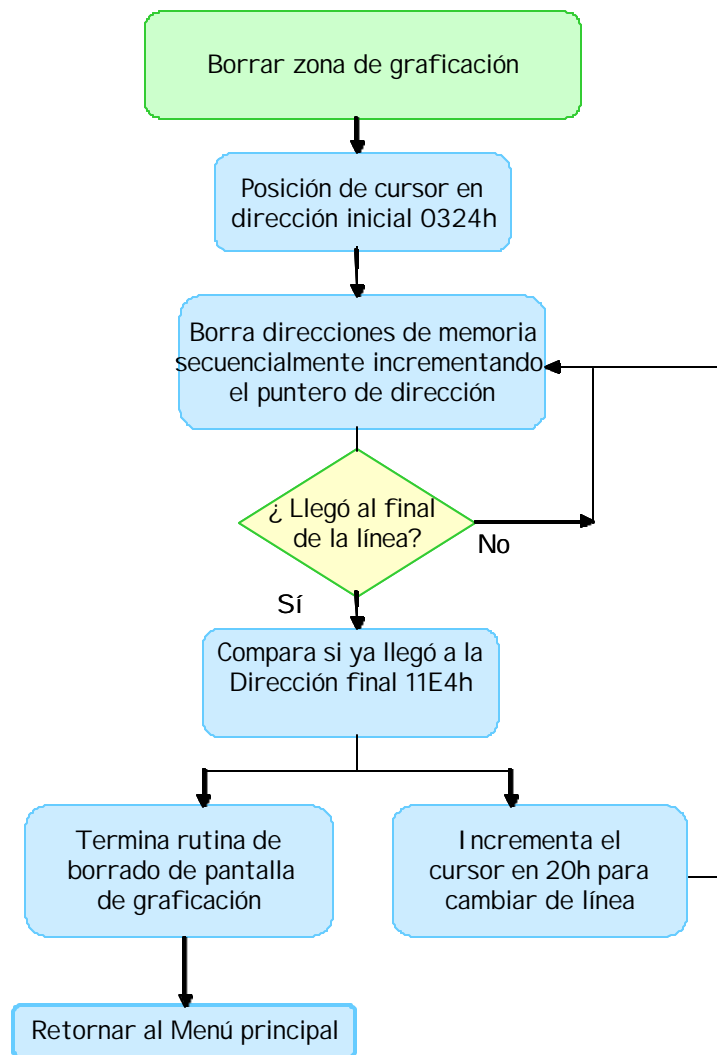 Borrar zona de graficación
Posición de cursor en
dirección inicial 0324h
Borra direcciones de memoria
secuencialmente incrementando
el puntero de dirección
¿ Llegó al final
de la línea?
No
Sí
Compara si ya llegó a la
Dirección final 11E4h
Termina rutina de
borrado de pantalla
de graficación
Incrementa el
cursor en 20h para
cambiar de línea
Retornar al Menú principal